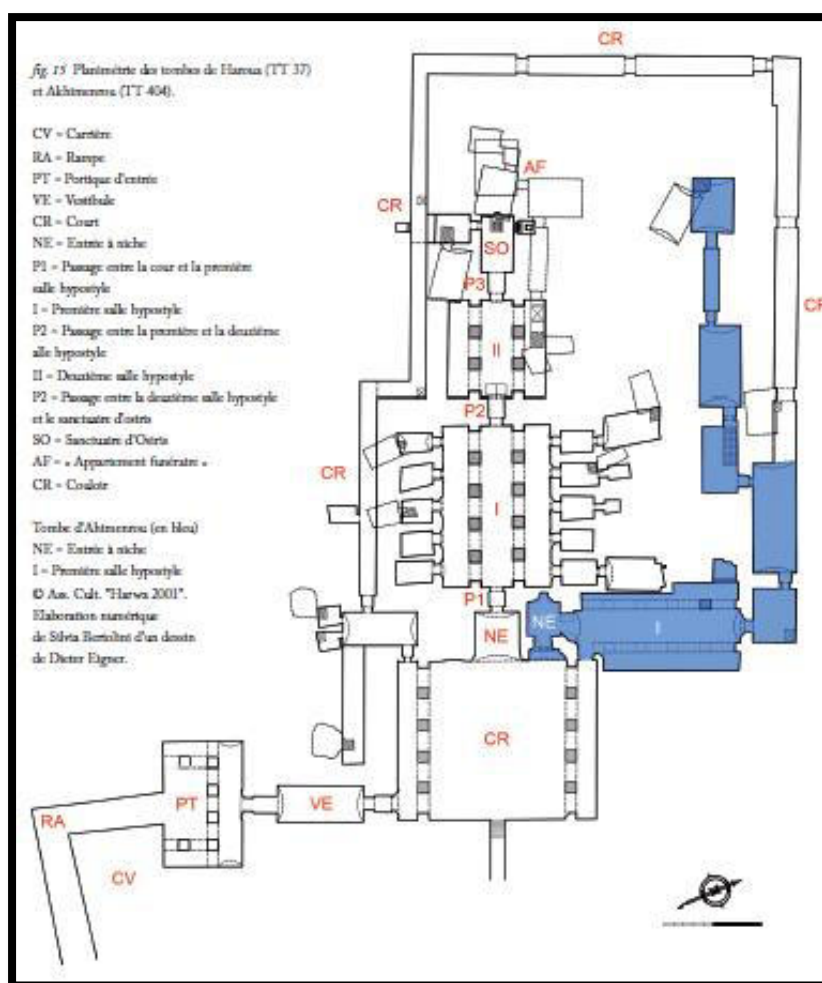 fig. 15 Planimétrie des tombes de Haroua (TT 37)
et Akhimenrou (TT 404).
CV = Carrière
RA = Rampe
PT = Portique d'entrée
VE = Vestibule
CR = Court
NE = Entrée à niche
P1 = Passage entre la cour et la première
salle hypostyle
I = Première salle hypostyle
P2 = Passage entre la première et la deuxième
alle hypostyle
II = Deuxième salle hypostyle
P2 = Passage entre la deuxième salle hypostyle
et le sanctuaire d'osiris
SO = Sanctuaire d'Osiris
AF = « Appartement funéraire »
CR = Couloir
Tombe d'Ahimenrou (en bleu)
NE = Entrée à niche
I = Première salle hypostyle
© Ass. Cult. "Harwa 2001".
Elaboration numérique
de Silvia Bertolini d'un dessin
de Dieter Eigner.
CR
AF
CR
SO
P3
CR
II
P2
CR
I
P1
NE
NE
I
CR
PT
VE
RA
CV